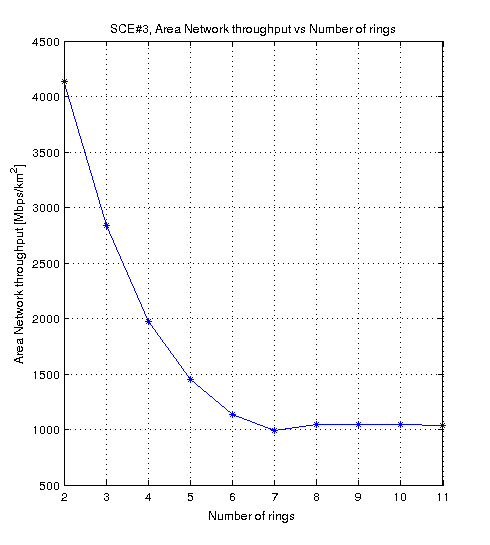 SCE#3, Area Network throughput vs Number of rings
4500
4000
3500
3000
2500
2000
1500
1000
500
Area Network throughput [Mbps/km2]
2 3 4 5 6 7 8 9 10 11
Number of rings